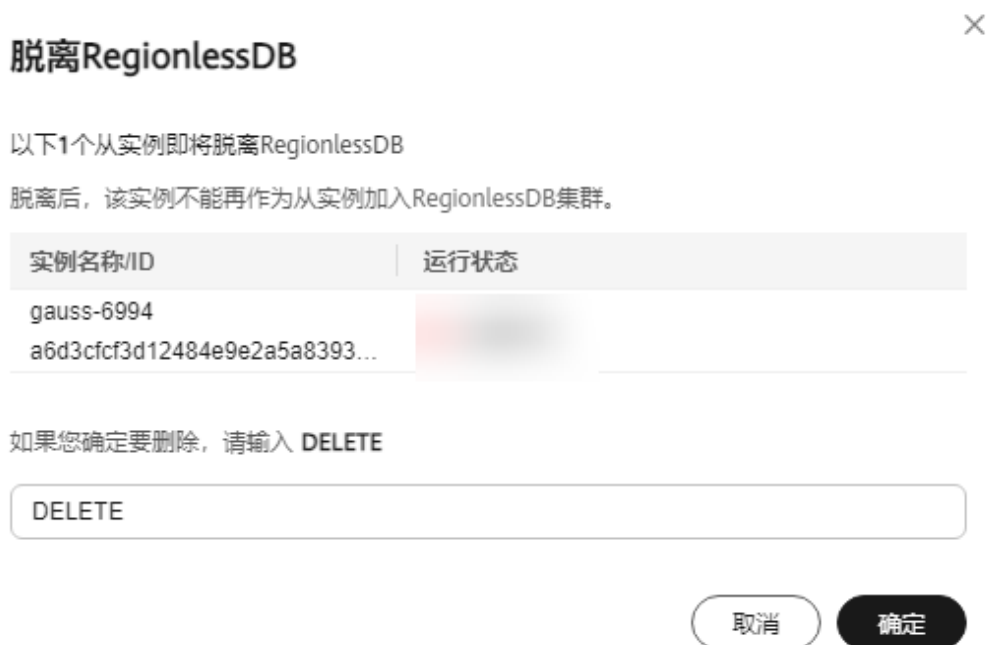 脱离RegionlessDB
以下1个从实例即将脱离RegionlessDB
脱离后，该实例不能再作为从实例加入RegionlessDB集群。
实例名称/ID 运行状态
gauss-6994
a6d3cfcf3d12484e9e2a5a8393...
如果您确定要删除，请输入 DELETE
DELETE
取消 确定